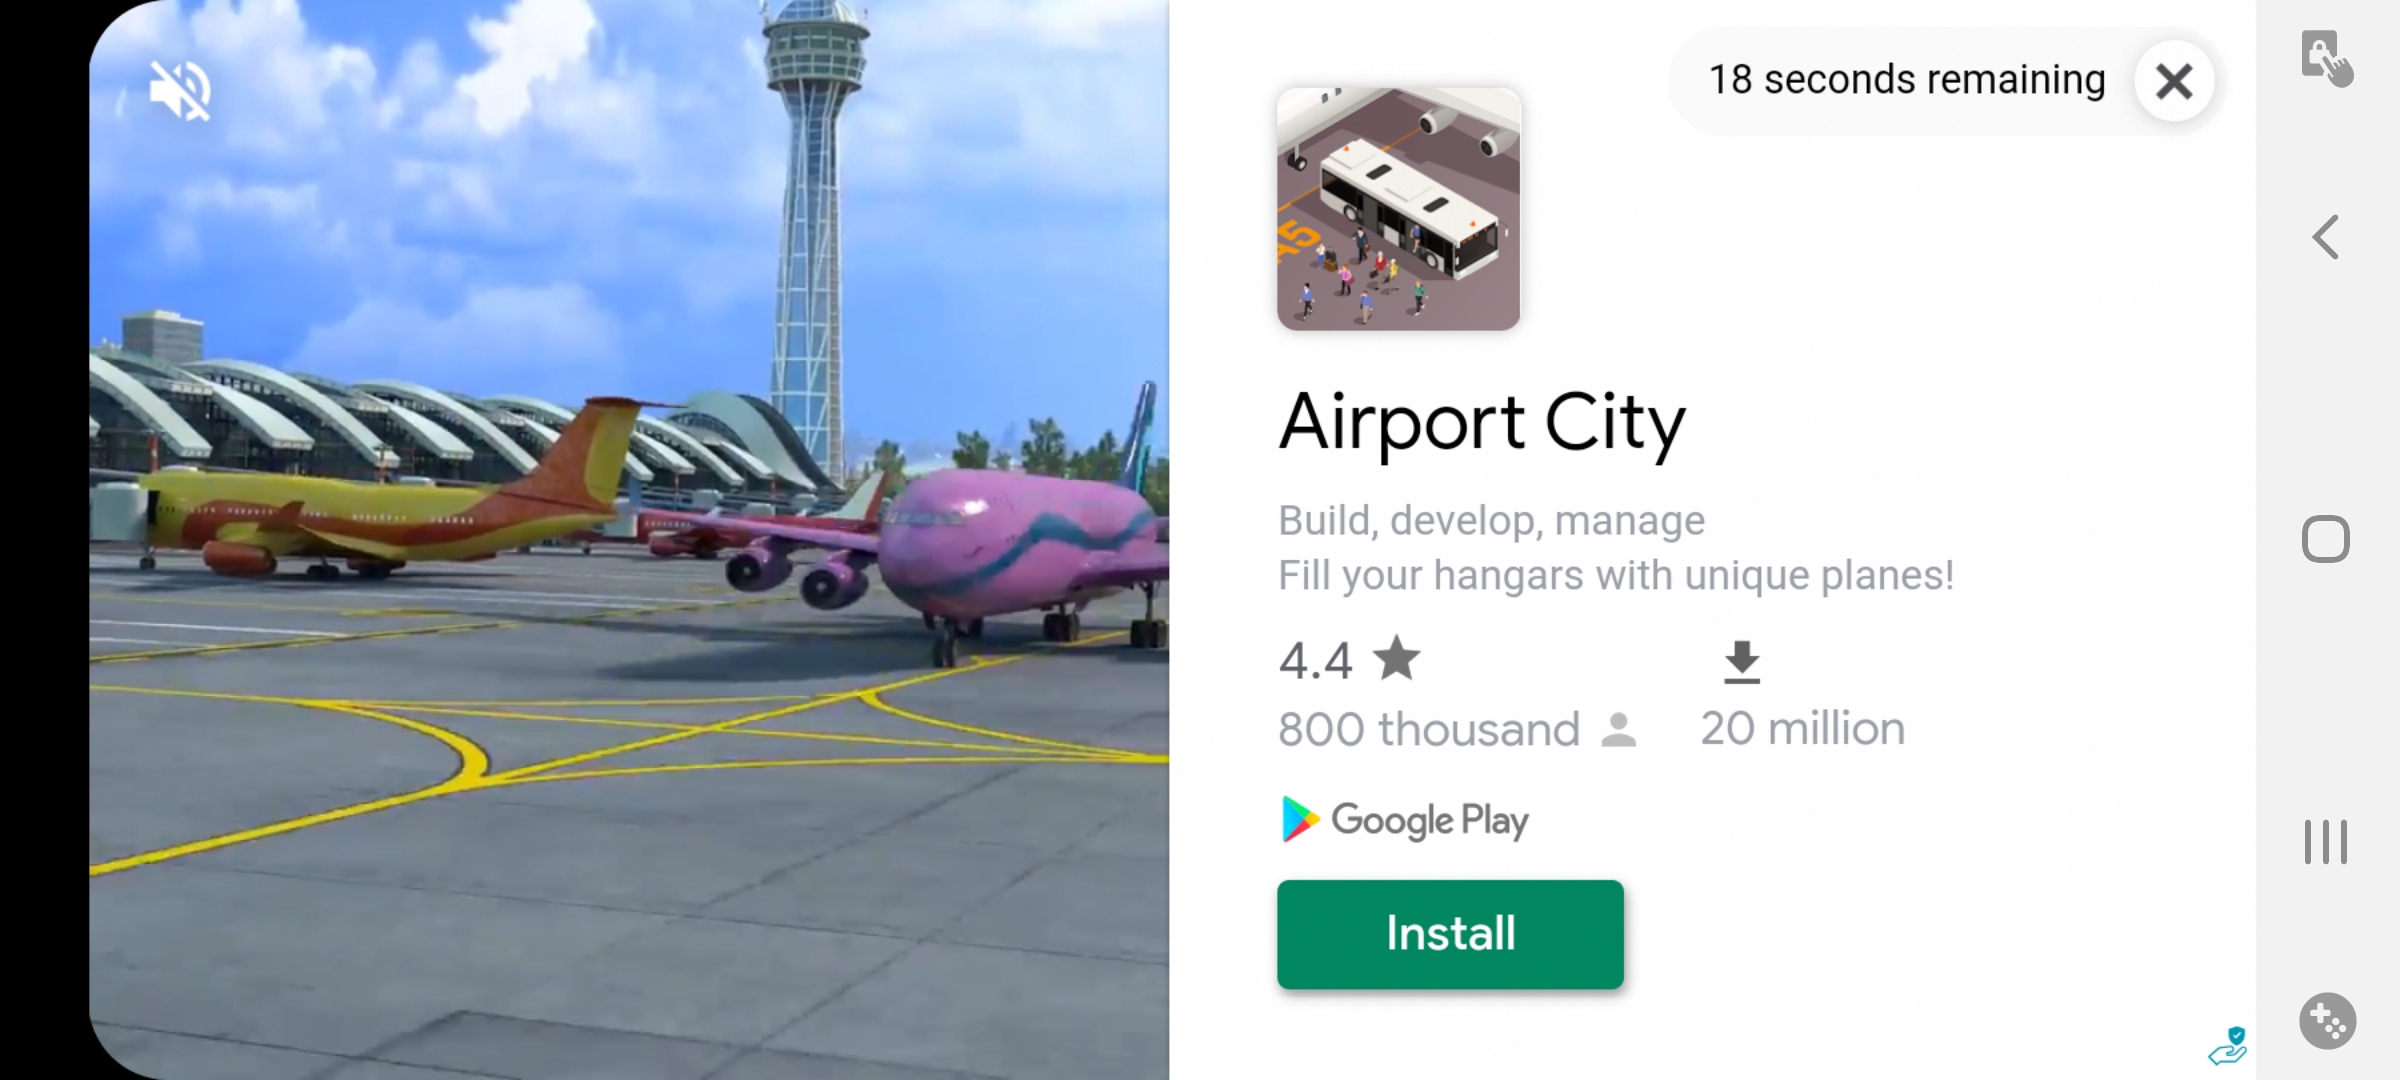 18 seconds remaining
A5
Airport City
Build, develop, manage
Fill your hangars with unique planes!
4.4
800 thousand
20 million
Google Play
Install